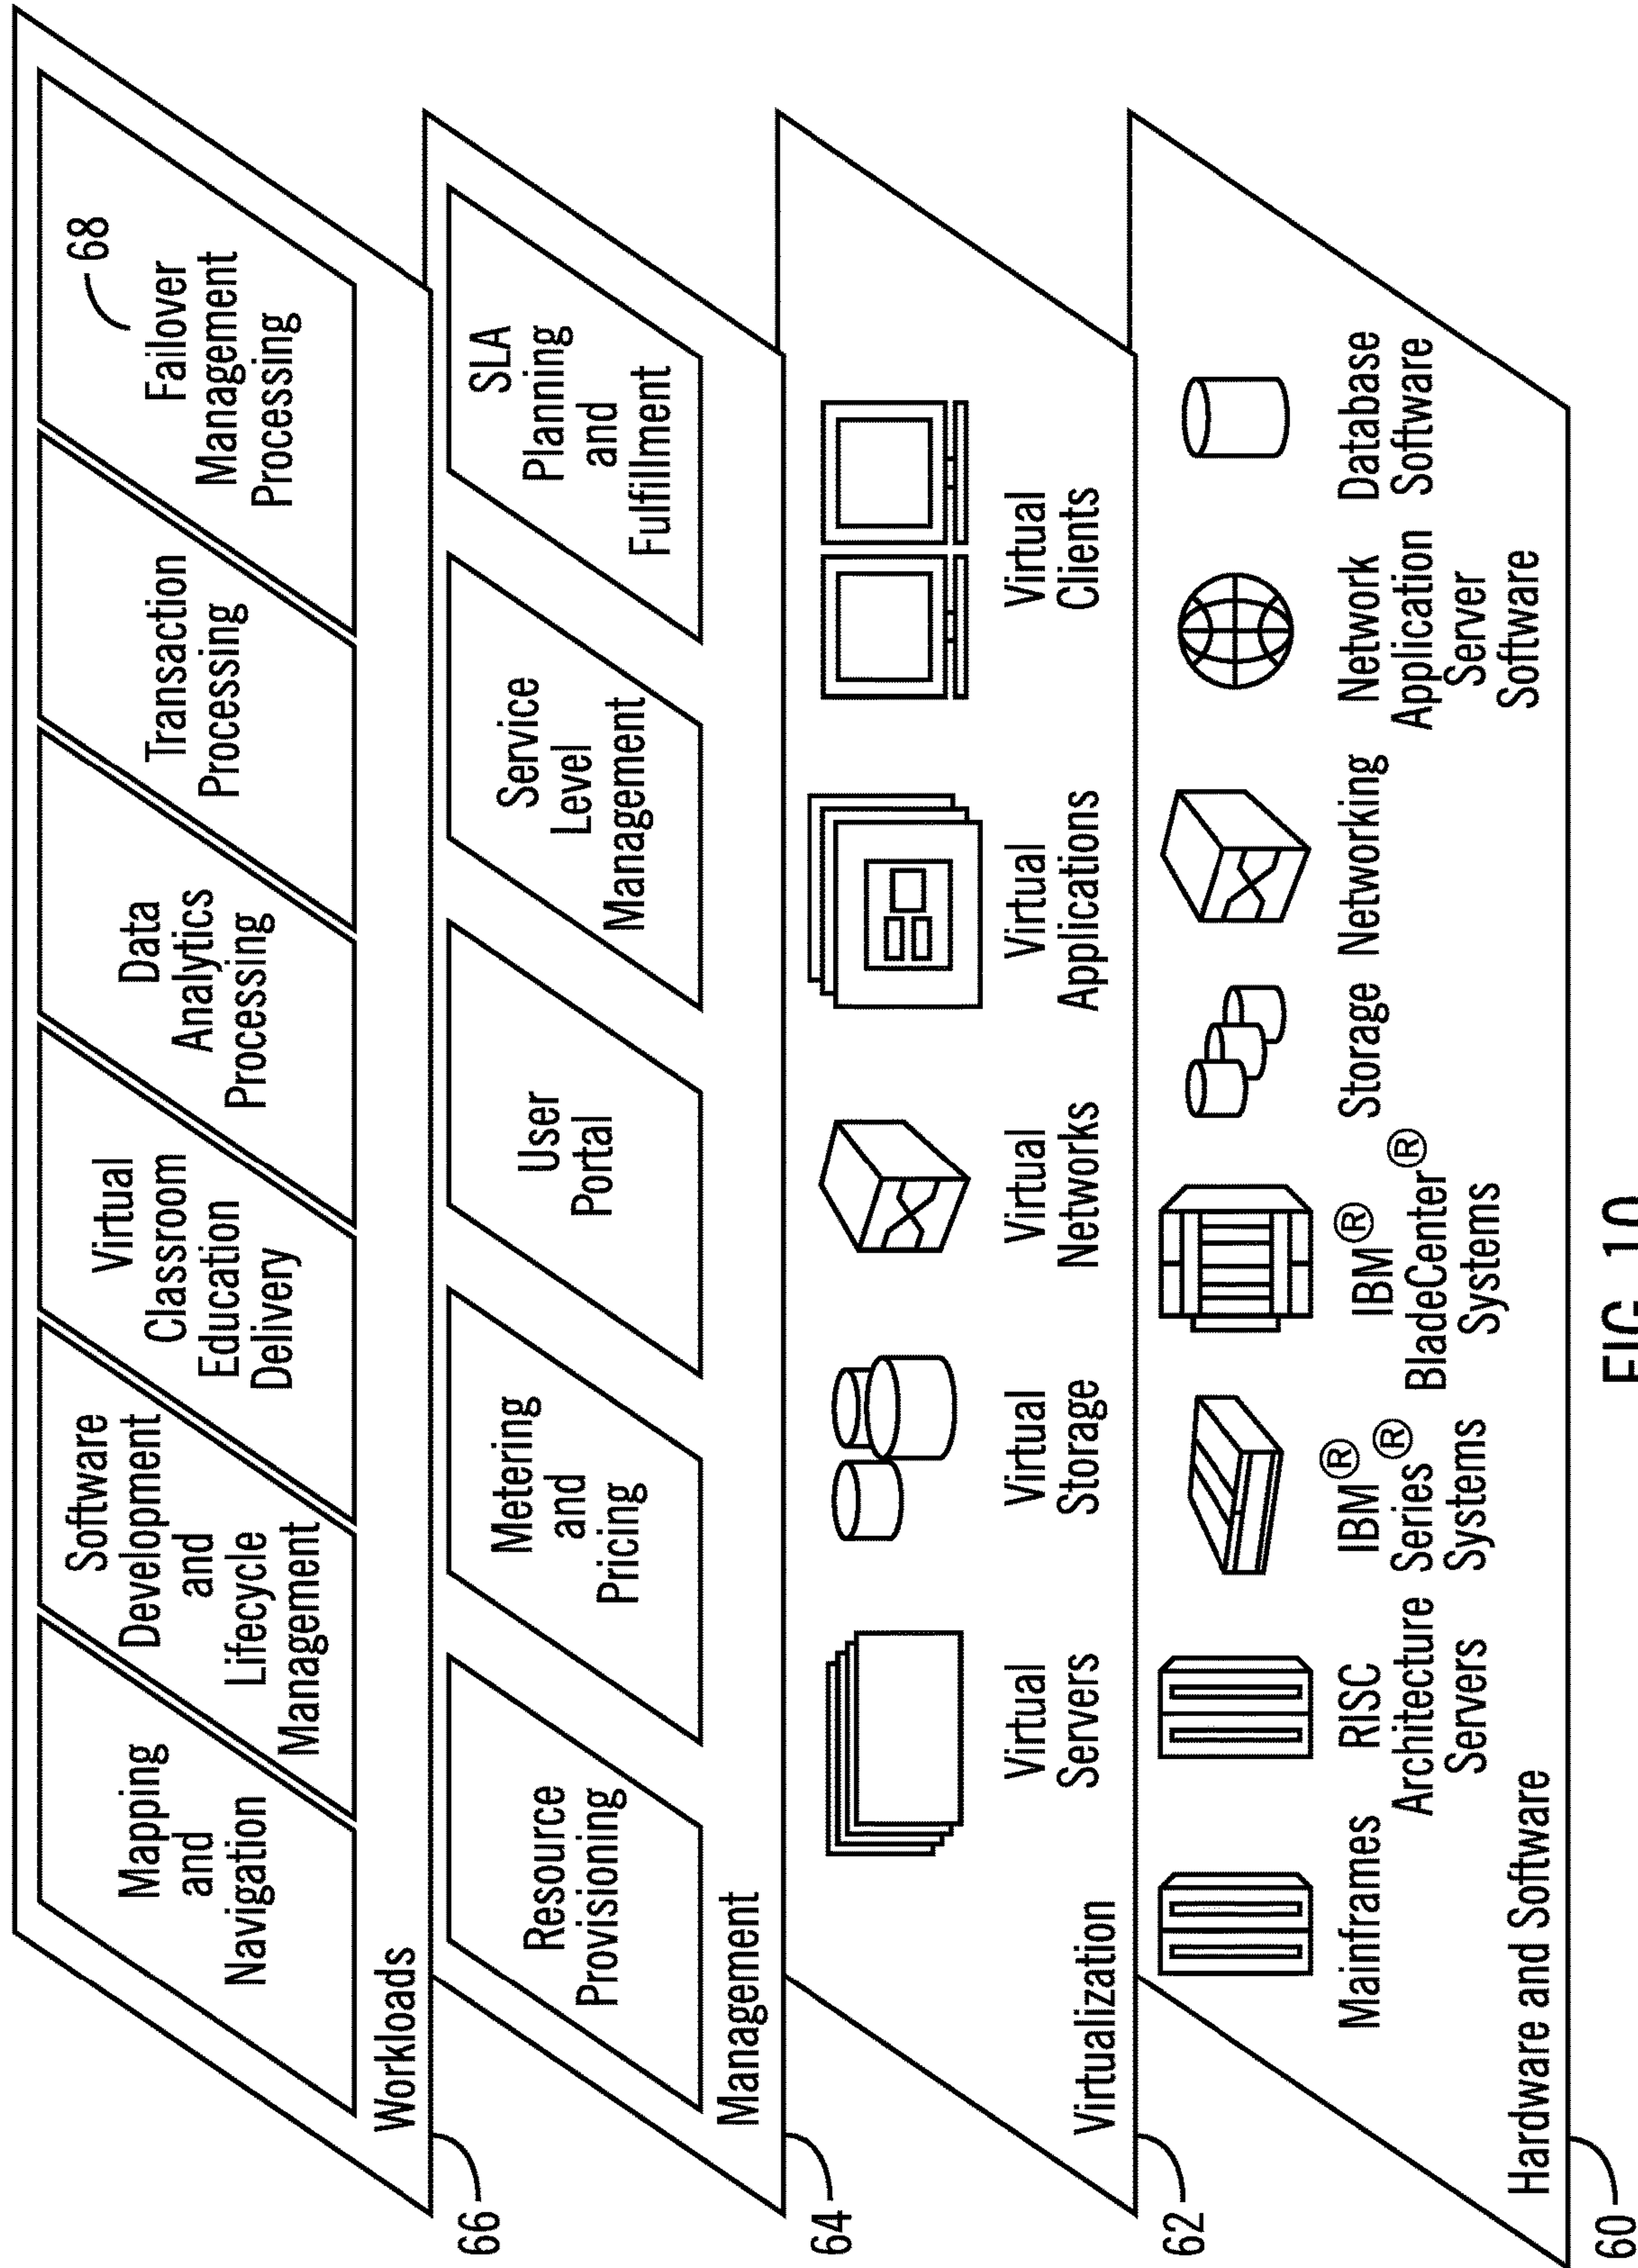 Mapping
and
Navigation
Software
Development
and
Lifecycle
Management
Virtual
Classroom
Education
Delivery
Data
Analytics
Processing
Transaction
Processing
68
Failover
Management
Processing
Workloads
66
Resource
Provisioning
Metering
and
Pricing
User
Portal
Service
Level
Management
SLA
Planning
and
Fulfillment
Management
64
Virtual
Servers
Virtual
Storage
Virtual
Networks
Virtual
Applications
Virtual
Clients
Virtualization
62
Mainframes
RISC
Architecture
Servers
IBM®
Series®
Systems
IBM®
BladeCenter®
Systems
Storage
Networking
Network
Application
Server
Software
Database
Software
Hardware and Software
60
FIG. 10